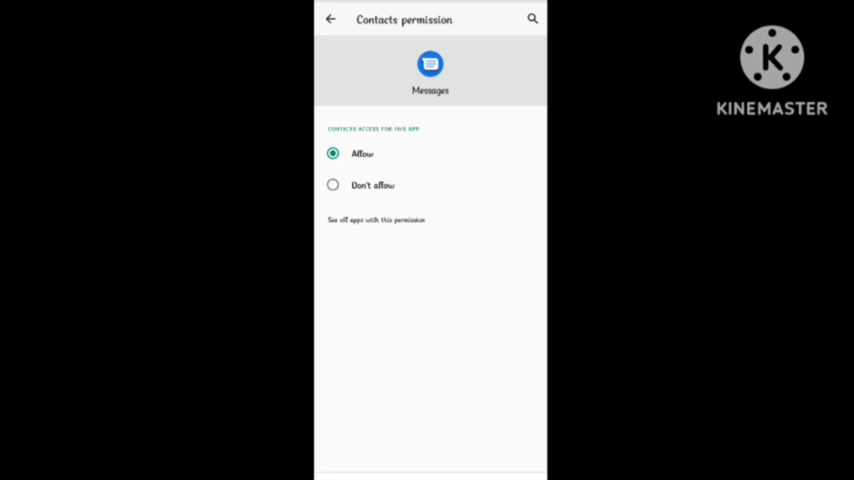 Contacts permission
KINEMASTER
Messages
CONTACTS ACCESS FOR THIS APP
Allow
Don't allow
See all apps with this permission